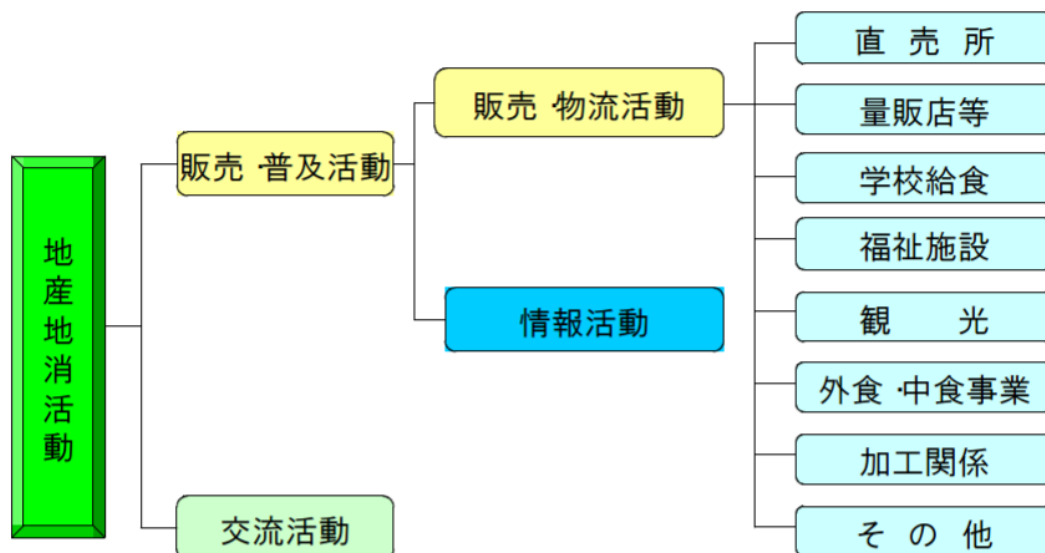 地産地消活動
販売・普及活動
交流活動
販売・物流活動
情報活動
直売所
量販店等
学校給食
福祉施設
観光
外食・中食事業
加工関係
その他